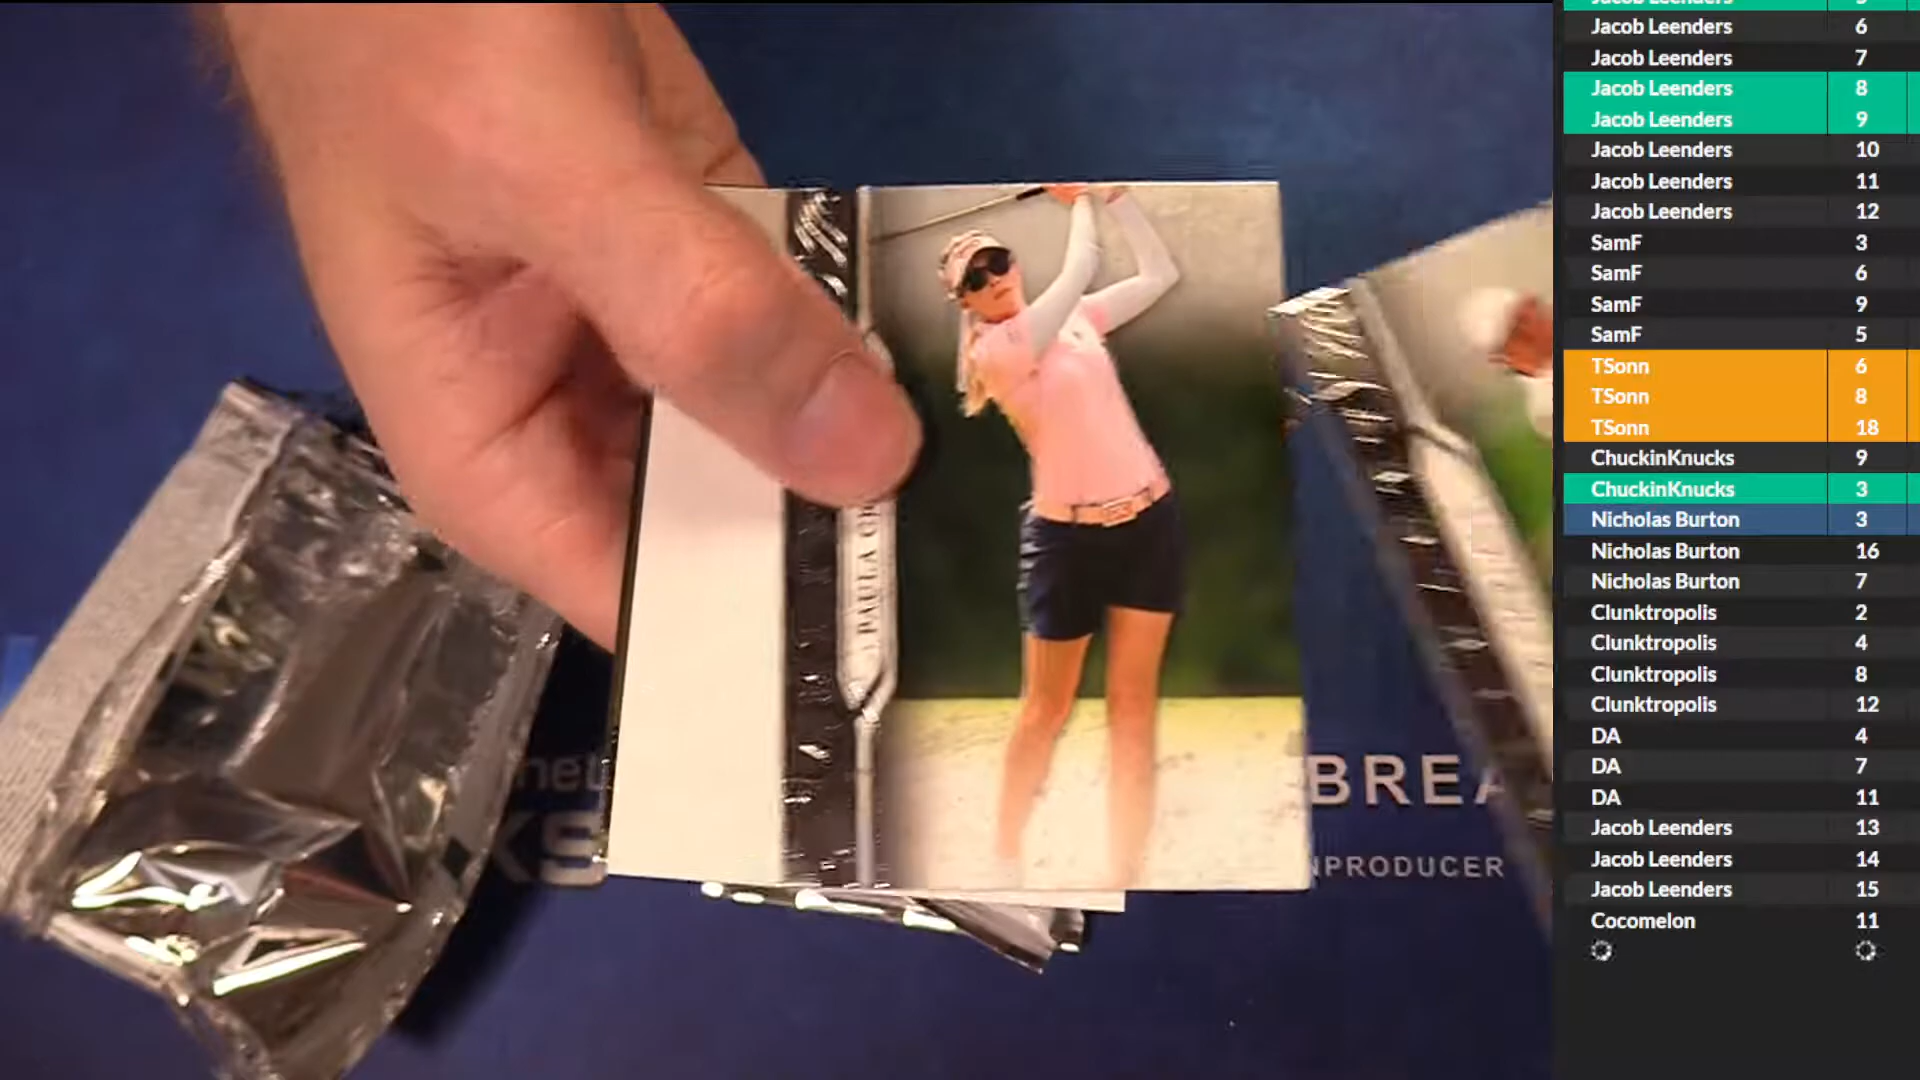 PAULA
BREA
NPRODUCER
KS
Jacob Leenders 6
Jacob Leenders 7
Jacob Leenders 8
Jacob Leenders 9
Jacob Leenders 10
Jacob Leenders 11
Jacob Leenders 12
SamF 3
SamF 6
SamF 9
SamF 5
TSonn 6
TSonn 8
TSonn 18
ChuckinKnucks 9
ChuckinKnucks 3
Nicholas Burton 3
Nicholas Burton 16
Nicholas Burton 7
Clunktropolis 2
Clunktropolis 4
Clunktropolis 8
Clunktropolis 12
DA 4
DA 7
DA 11
Jacob Leenders 13
Jacob Leenders 14
Jacob Leenders 15
Cocomelon 11